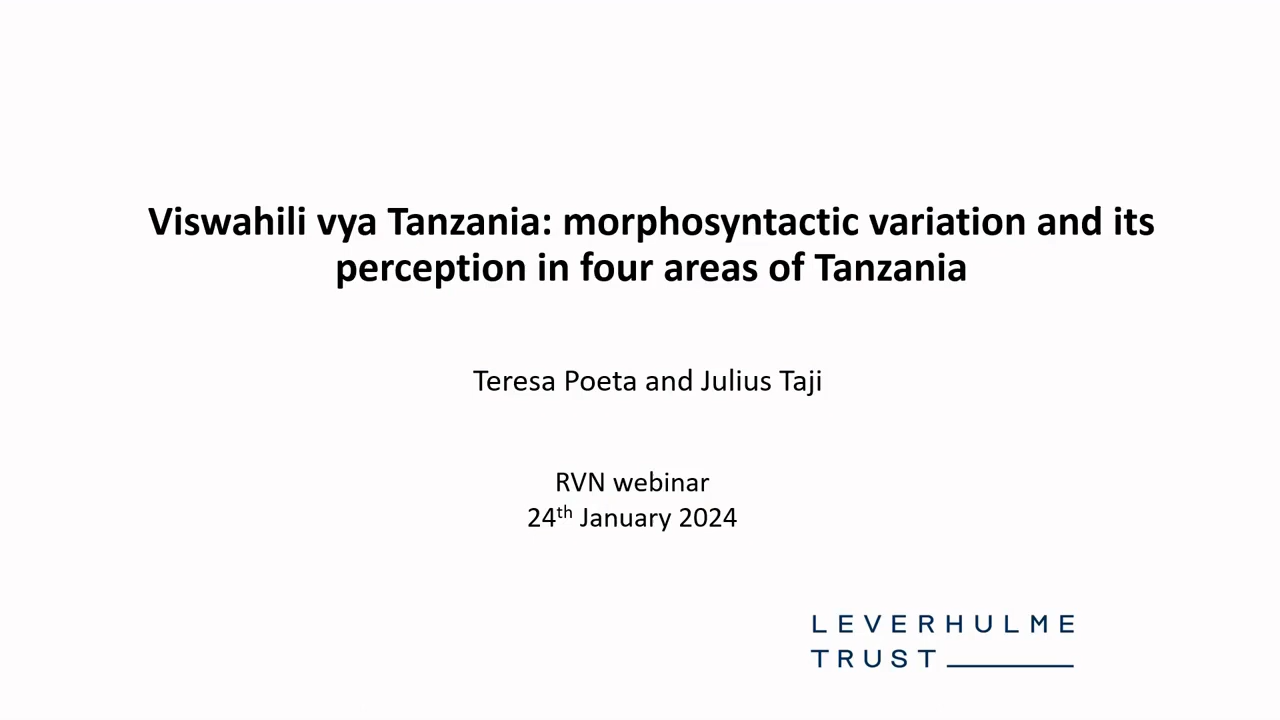 Viswahili vya Tanzania: morphosyntactic variation and its
perception in four areas of Tanzania
Teresa Poeta and Julius Taji
RVN webinar
24th January 2024
LEVERHULME
TRUST